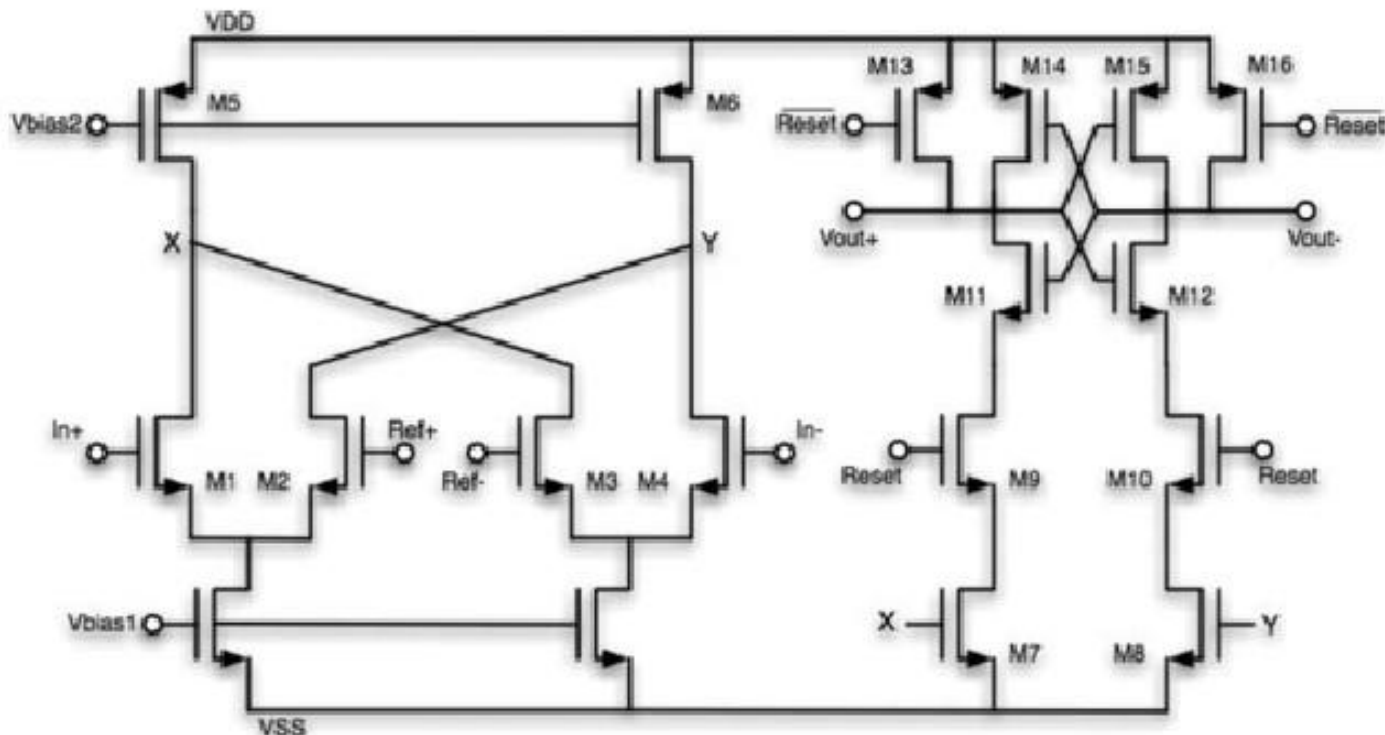 VDD
M5
M6
M13
M14
M15
M16
Vbias2
Reset
Reset
X
Y
Vout+
Vout-
M11
M12
In+
Ref+
Ref-
In-
M1
M2
M3
M4
Reset
M9
M10
Reset
Vbias1
X
M7
M8
Y
VSS